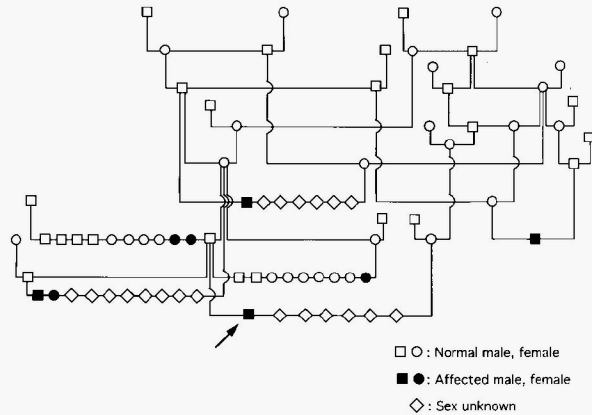 : Normal male, female
: Affected male, female
: Sex unknown